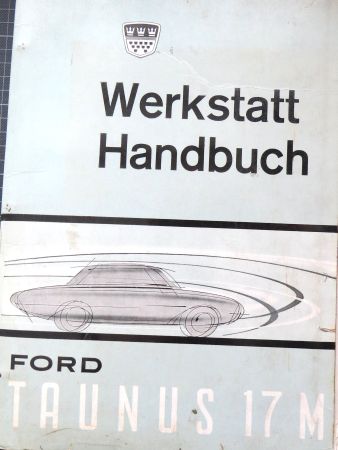 Werkstatt
Handbuch
FORD
TAUNUS 17 M